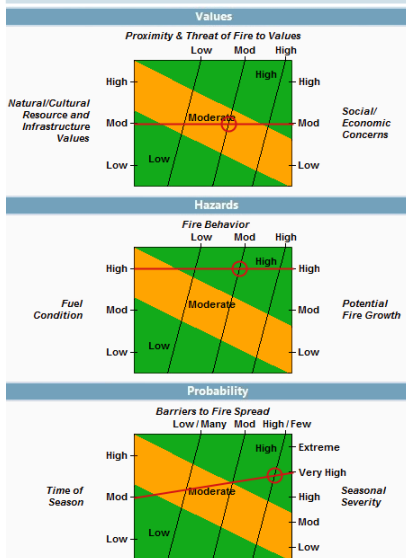 Values
Proximity & Threat of Fire to Values
Low Mod High
High High
High
Natural/Cultural
Resource and
Infrastructure
Values
Mod Moderate Mod
Social/
Economic
Concerns
Low Low Low
Hazards
Fire Behavior
Low Mod High
High High High
Fuel
Condition
Mod Moderate Mod
Potential
Fire Growth
Low Low Low
Probability
Barriers to Fire Spread
Low / Many Mod High / Few
High Extreme
High Very High
Time of
Season
Mod Moderate High
Seasonal
Severity
Mod
Low Low Low